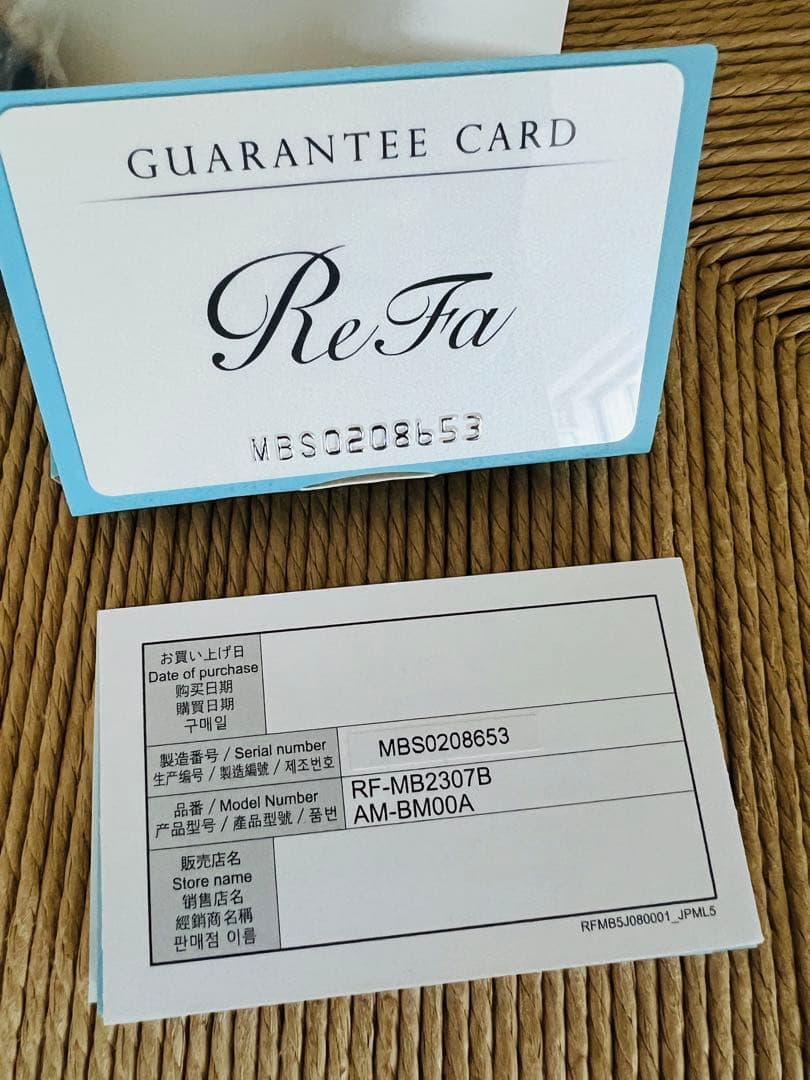 GUARANTEE CARD
ReFa
MBS0208653
お買い上げ日
Date of purchase
购买日期
購買日期
구매일
製造番号 / Serial number
生产编号 / 製造編號 / 제조번호
MBS0208653
品番 / Model Number
产品型号 / 產品型號 / 품번
RF-MB2307B
AM-BM00A
販売店名
Store name
销售店名
經銷商名稱
판매점 이름
RFMB5J080001_JPML5